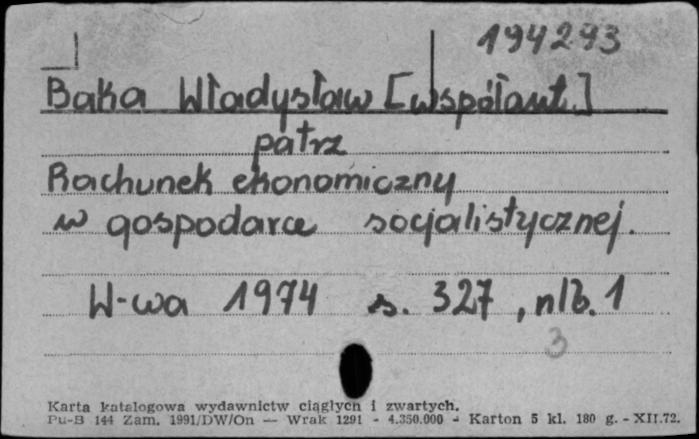 194293
Baka Władysław [współaut.]
patrz
Rachunek ekonomiczny
w gospodarce socjalistycznej.
W-wa 1974 s. 327, nlb. 1
3
Karta katalogowa wydawnictw ciągłych i zwartych.
Pu-B 144 Zam. 1991/DW/On — Wrak 1291 - 4.350.000 - Karton 5 kl. 180 g. - XII.72.